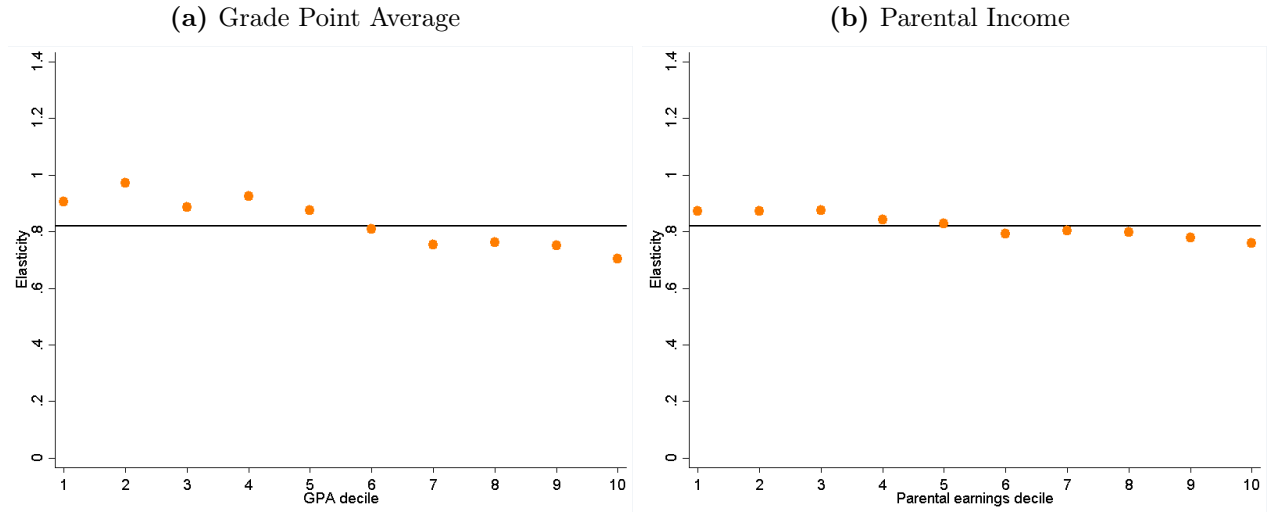 (a) Grade Point Average
1.4
1.2
1
.8
.6
.4
.2
0
Elasticity
1 2 3 4 5 6 7 8 9 10
GPA decile
(b) Parental Income
1.4
1.2
1
.8
.6
.4
.2
0
Elasticity
1 2 3 4 5 6 7 8 9 10
Parental earnings decile